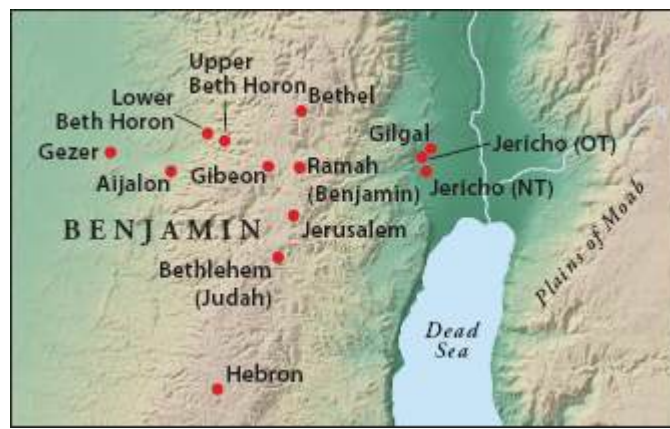 Upper
Beth Horon
Lower
Beth Horon
Bethel
Gilgal
Jericho (OT)
Gezer
Aijalon
Gibeon
Ramah
(Benjamin)
Jericho (NT)
BENJAMIN
Jerusalem
Bethlehem
(Judah)
Plains of Moab
Dead
Sea
Hebron